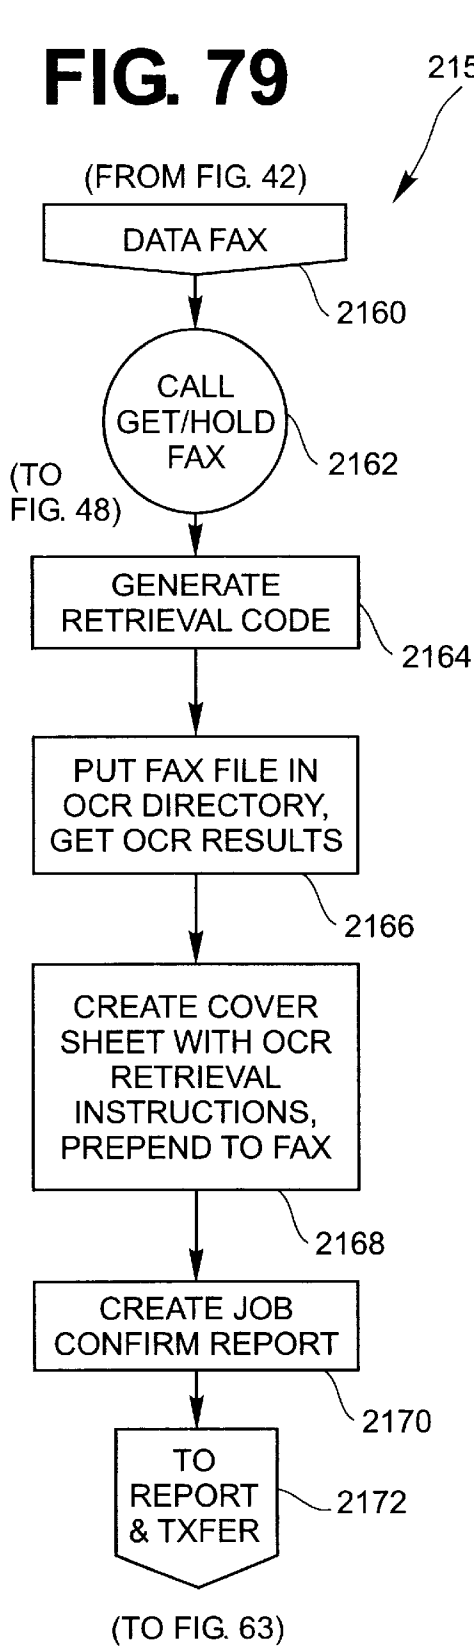 FIG. 79
215
(FROM FIG. 42)
DATA FAX
2160
CALL
GET/HOLD
FAX
2162
(TO
FIG. 48)
GENERATE
RETRIEVAL CODE
2164
PUT FAX FILE IN
OCR DIRECTORY,
GET OCR RESULTS
2166
CREATE COVER
SHEET WITH OCR
RETRIEVAL
INSTRUCTIONS,
PREPEND TO FAX
2168
CREATE JOB
CONFIRM REPORT
2170
TO
REPORT
& TXFER
2172
(TO FIG. 63)